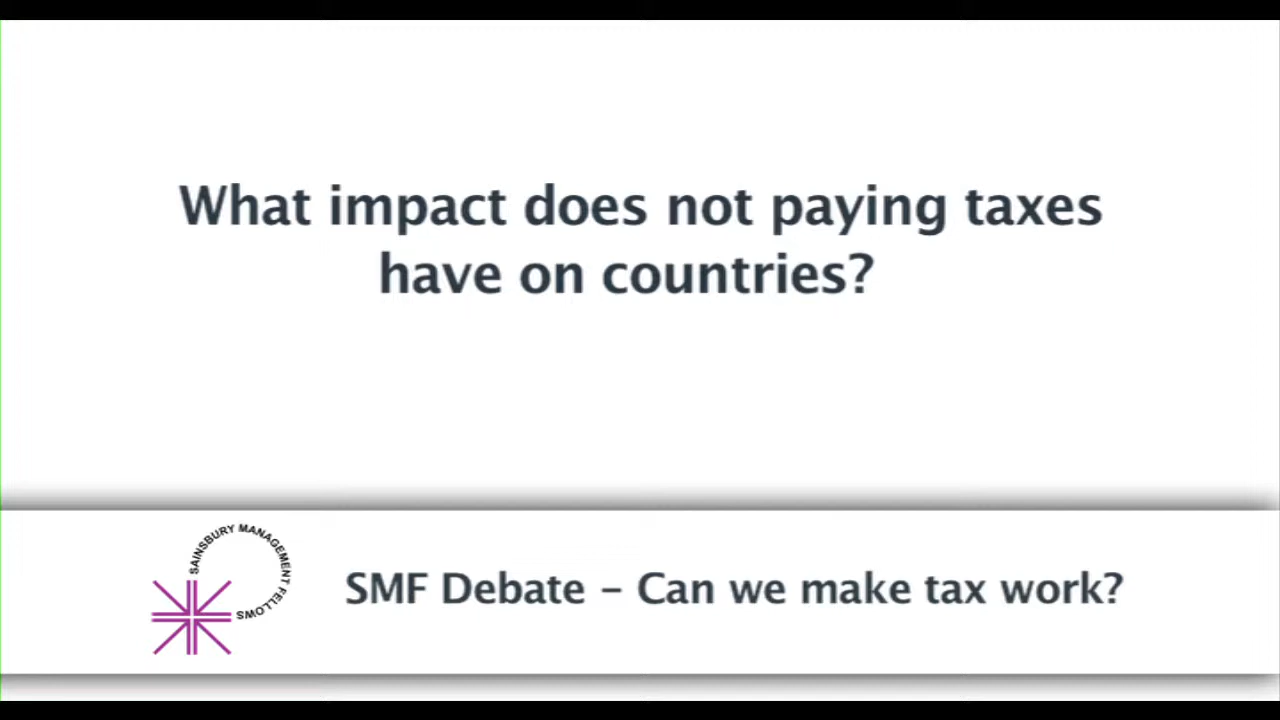 What impact does not paying taxes
have on countries?
SAINSBURY MANAGEMENT FELLOWS
SMF Debate – Can we make tax work?